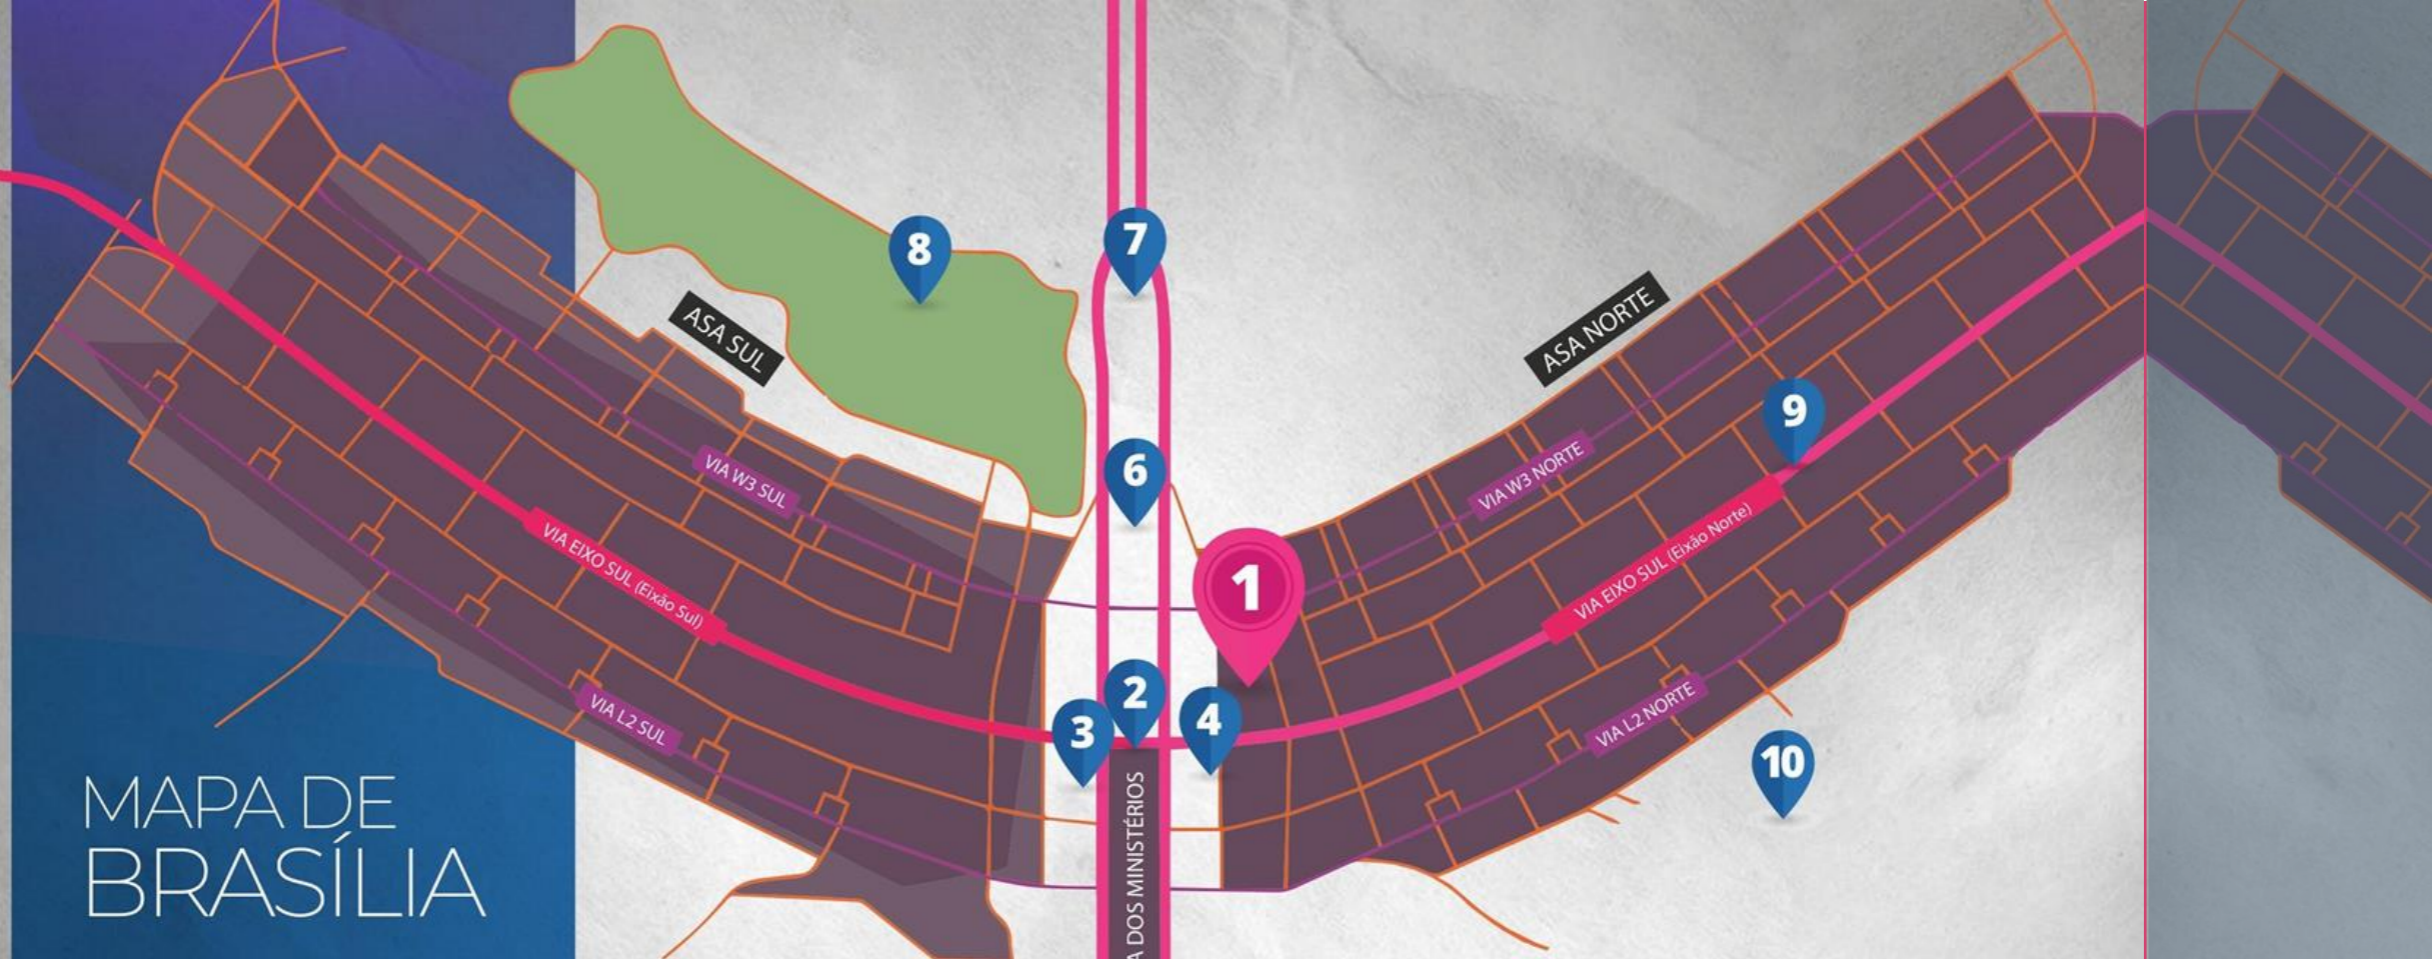 8
7
ASA SUL
ASA NORTE
9
VIA W3 SUL
6
VIA W3 NORTE
VIA EIXO SUL (Eixão Sul)
1
VIA EIXO SUL (Eixão Norte)
2
3
4
VIA L2 SUL
VIA L2 NORTE
10
A DOS MINISTÉRIOS
MAPA DE
BRASÍLIA